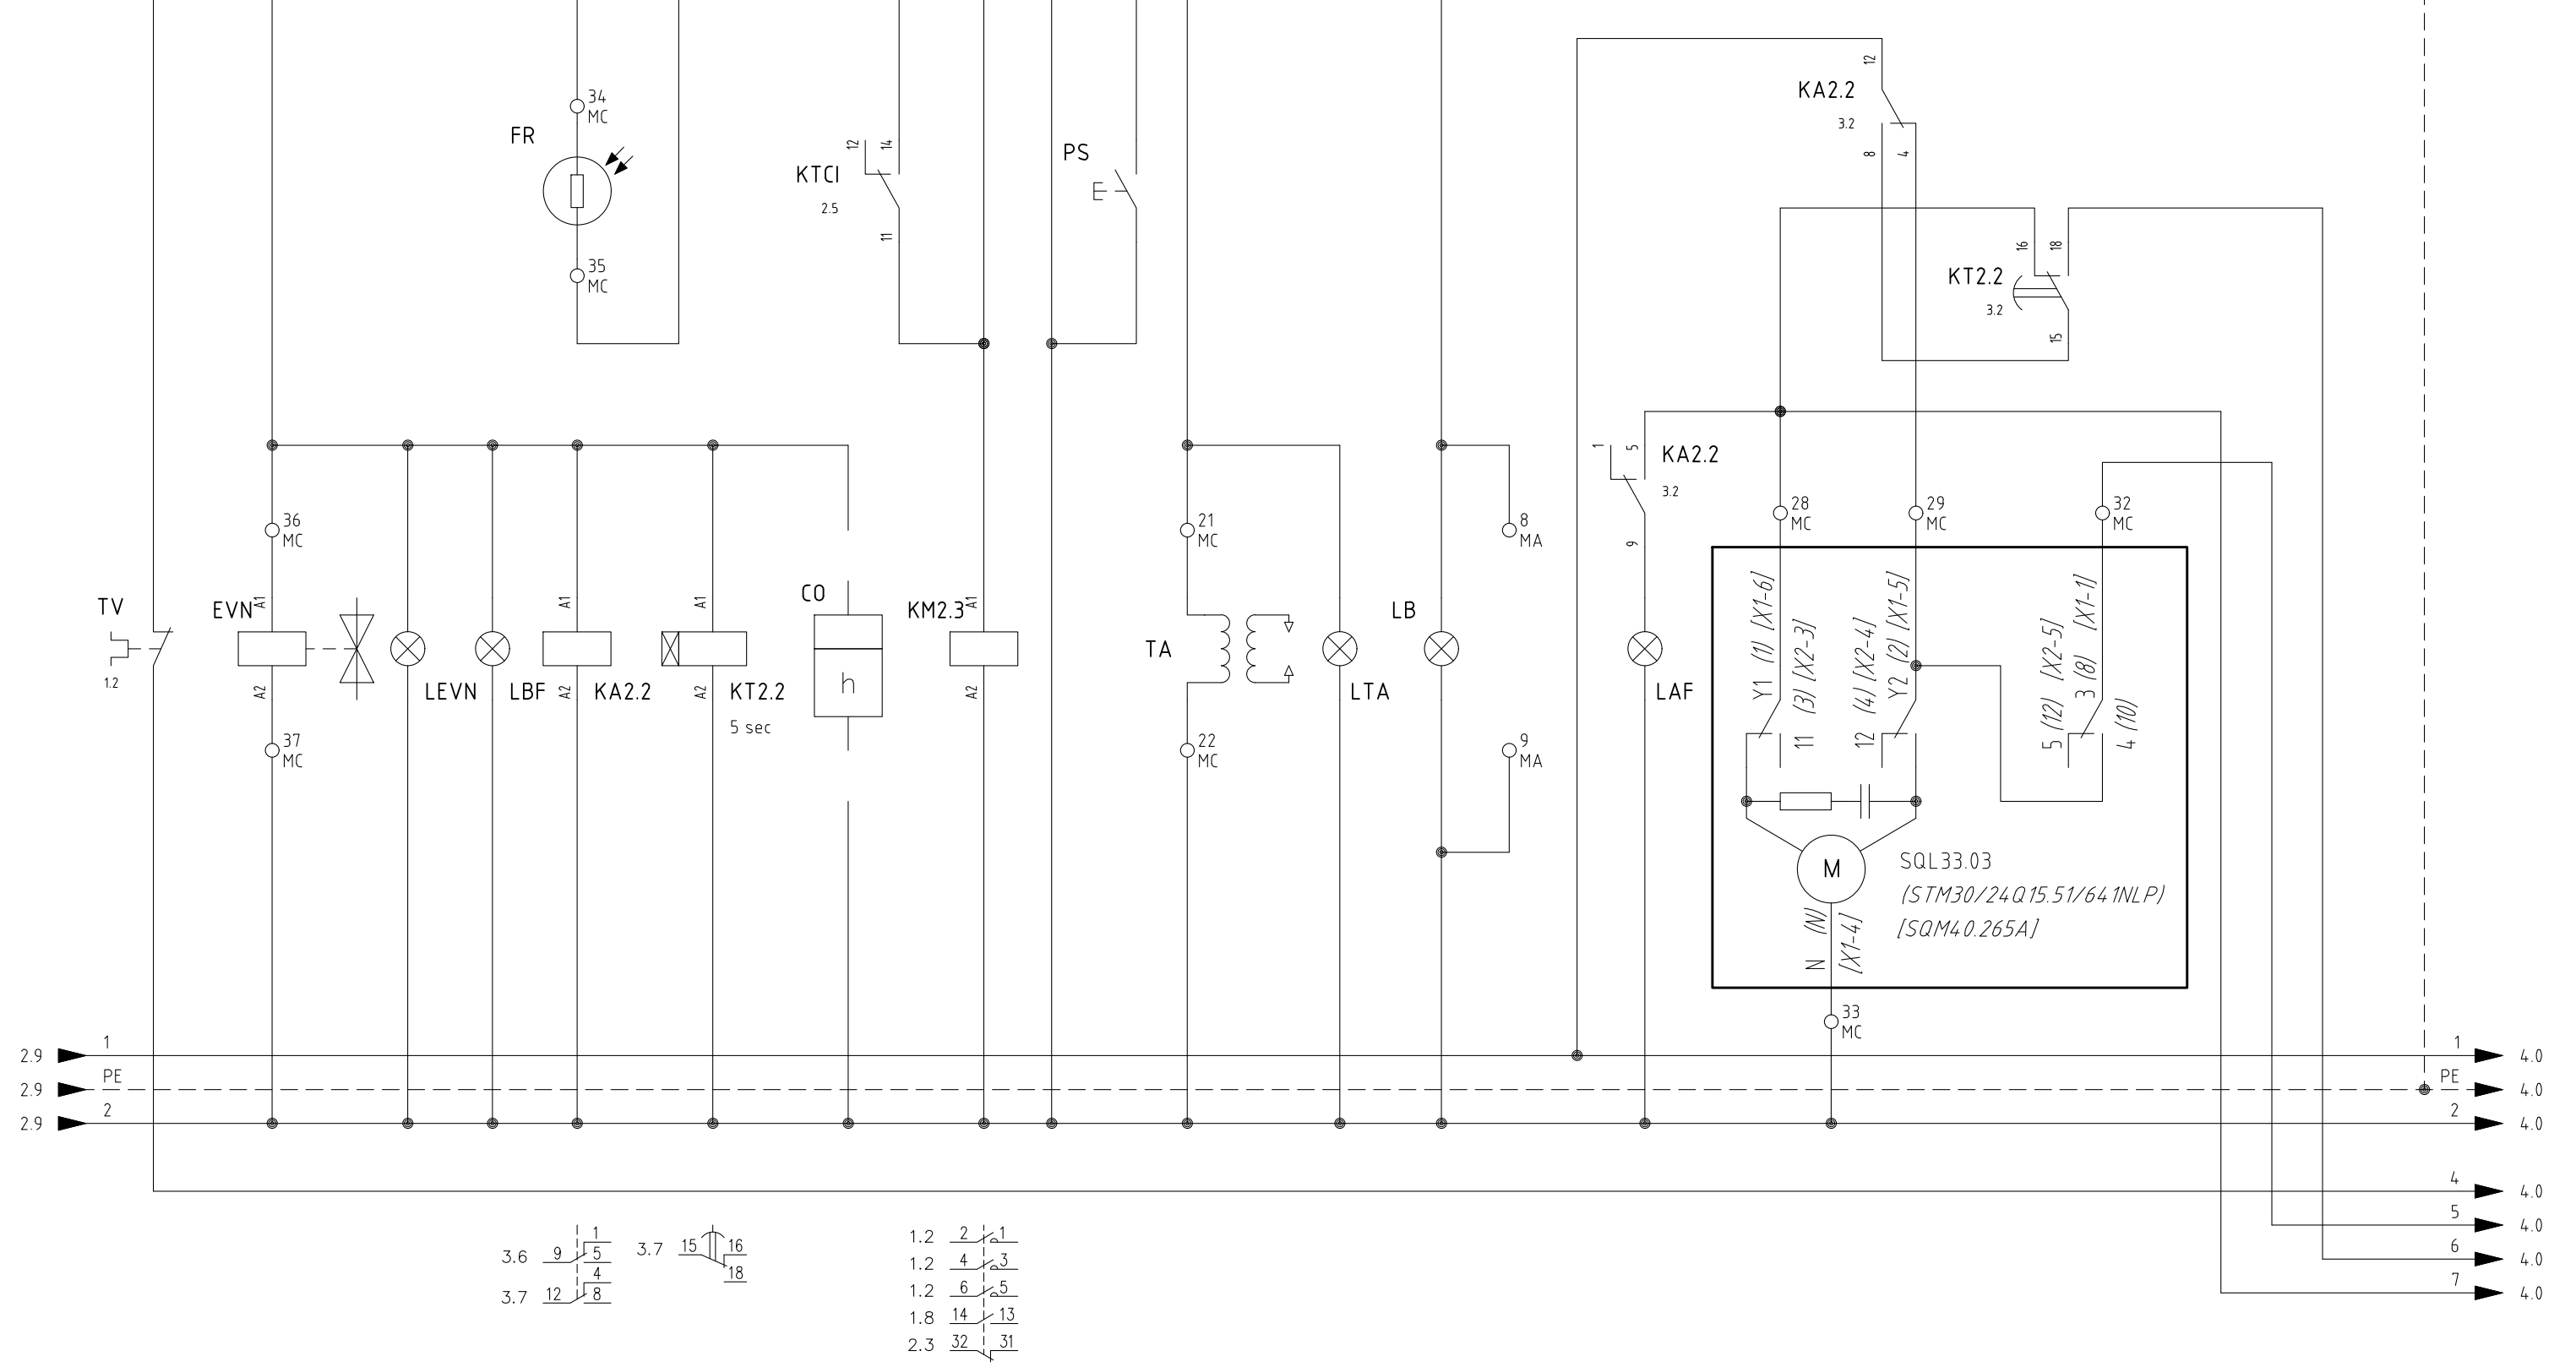 12
KA2.2
3.2
8
4
34
MC
FR
35
MC
12
14
KTCI
2.5
11
PS
16
18
KT2.2
3.2
15
1
5
KA2.2
3.2
9
36
MC
21
MC
8
MA
28
MC
29
MC
32
MC
TV
1.2
EVN
A1
A2
37
MC
LEVN
LBF
A1
A2
KA2.2
A1
A2
KT2.2
5 sec
CO
h
KM2.3
A1
A2
TA
22
MC
LTA
LB
9
MA
LAF
Y1 (1) [X1-6]
11 (3) [X2-3]
12 (4) [X2-4]
Y2 (2) [X1-5]
5 (12) [X2-5]
3 (8) [X1-1]
4 (10)
M
SQL33.03
(STM30/24Q15.51/641NLP)
[SQM40.265A]
N (N)
[X1-4]
33
MC
2.9 1 1 4.0
2.9 PE PE 4.0
2.9 2 2 4.0
4 4.0
5 4.0
6 4.0
7 4.0
1
3.6 9 5
4
3.7 12 8
3.7 15 16
18
1.2 2 1
1.2 4 3
1.2 6 5
1.8 14 13
2.3 32 31